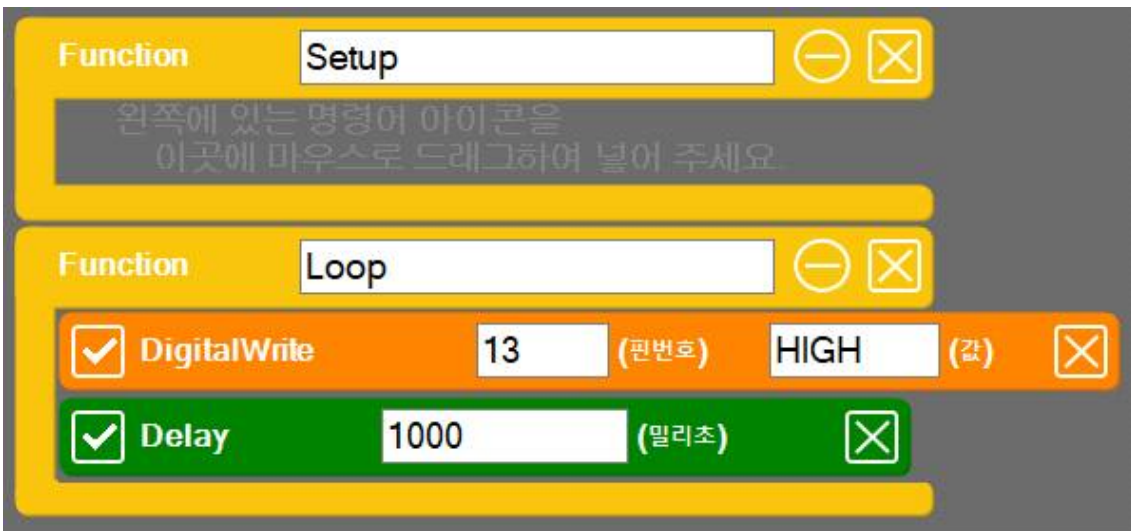 Function Setup
왼쪽에 있는 명령어 아이콘을
이곳에 마우스로 드래그하여 넣어 주세요.
Function Loop
DigitalWrite 13 (핀번호) HIGH (값)
Delay 1000 (밀리초)